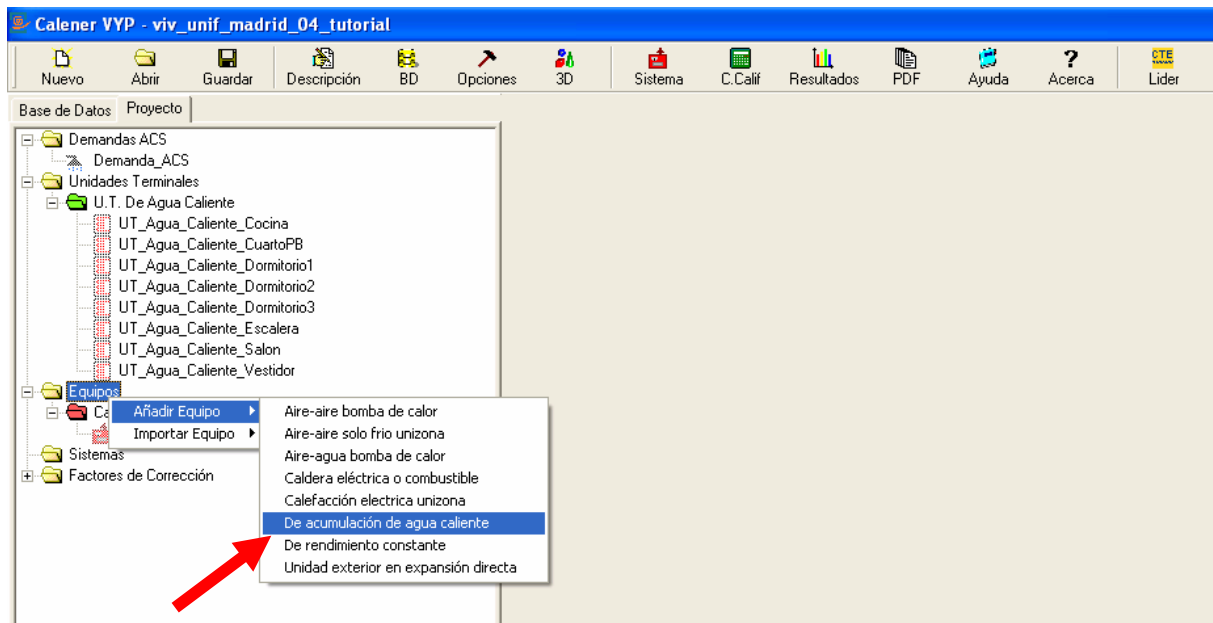 Calener VYP - viv_unif_madrid_04_tutorial
Nuevo Abrir Guardar Descripción BD Opciones 3D Sistema C.Calif Resultados PDF Ayuda Acerca CTE Lider
Base de Datos Proyecto
Demandas ACS
Demanda_ACS
Unidades Terminales
U.T. De Agua Caliente
UT_Agua_Caliente_Cocina
UT_Agua_Caliente_CuartoPB
UT_Agua_Caliente_Dormitorio1
UT_Agua_Caliente_Dormitorio2
UT_Agua_Caliente_Dormitorio3
UT_Agua_Caliente_Escalera
UT_Agua_Caliente_Salon
UT_Agua_Caliente_Vestidor
Equipos
Ca
Sistemas
Factores de Corrección
Añadir Equipo
Importar Equipo
Aire-aire bomba de calor
Aire-aire solo frio unizona
Aire-agua bomba de calor
Caldera eléctrica o combustible
Calefacción electrica unizona
De acumulación de agua caliente
De rendimiento constante
Unidad exterior en expansión directa